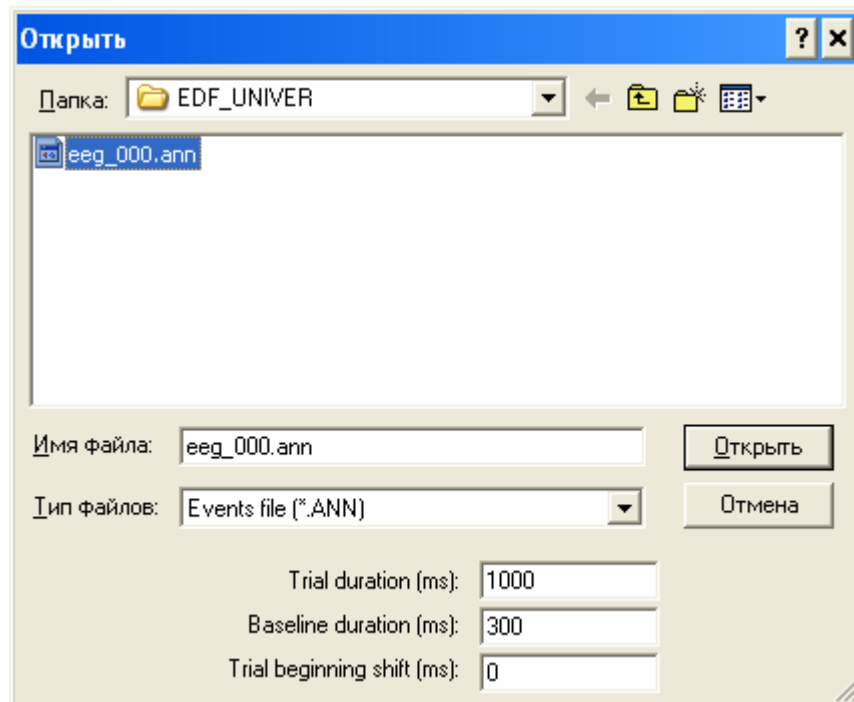 Открыть
Папка: EDF_UNIVER
eeg_000.ann
Имя файла: eeg_000.ann Открыть
Тип файлов: Events file (*.ANN) Отмена
Trial duration (ms): 1000
Baseline duration (ms): 300
Trial beginning shift (ms): 0